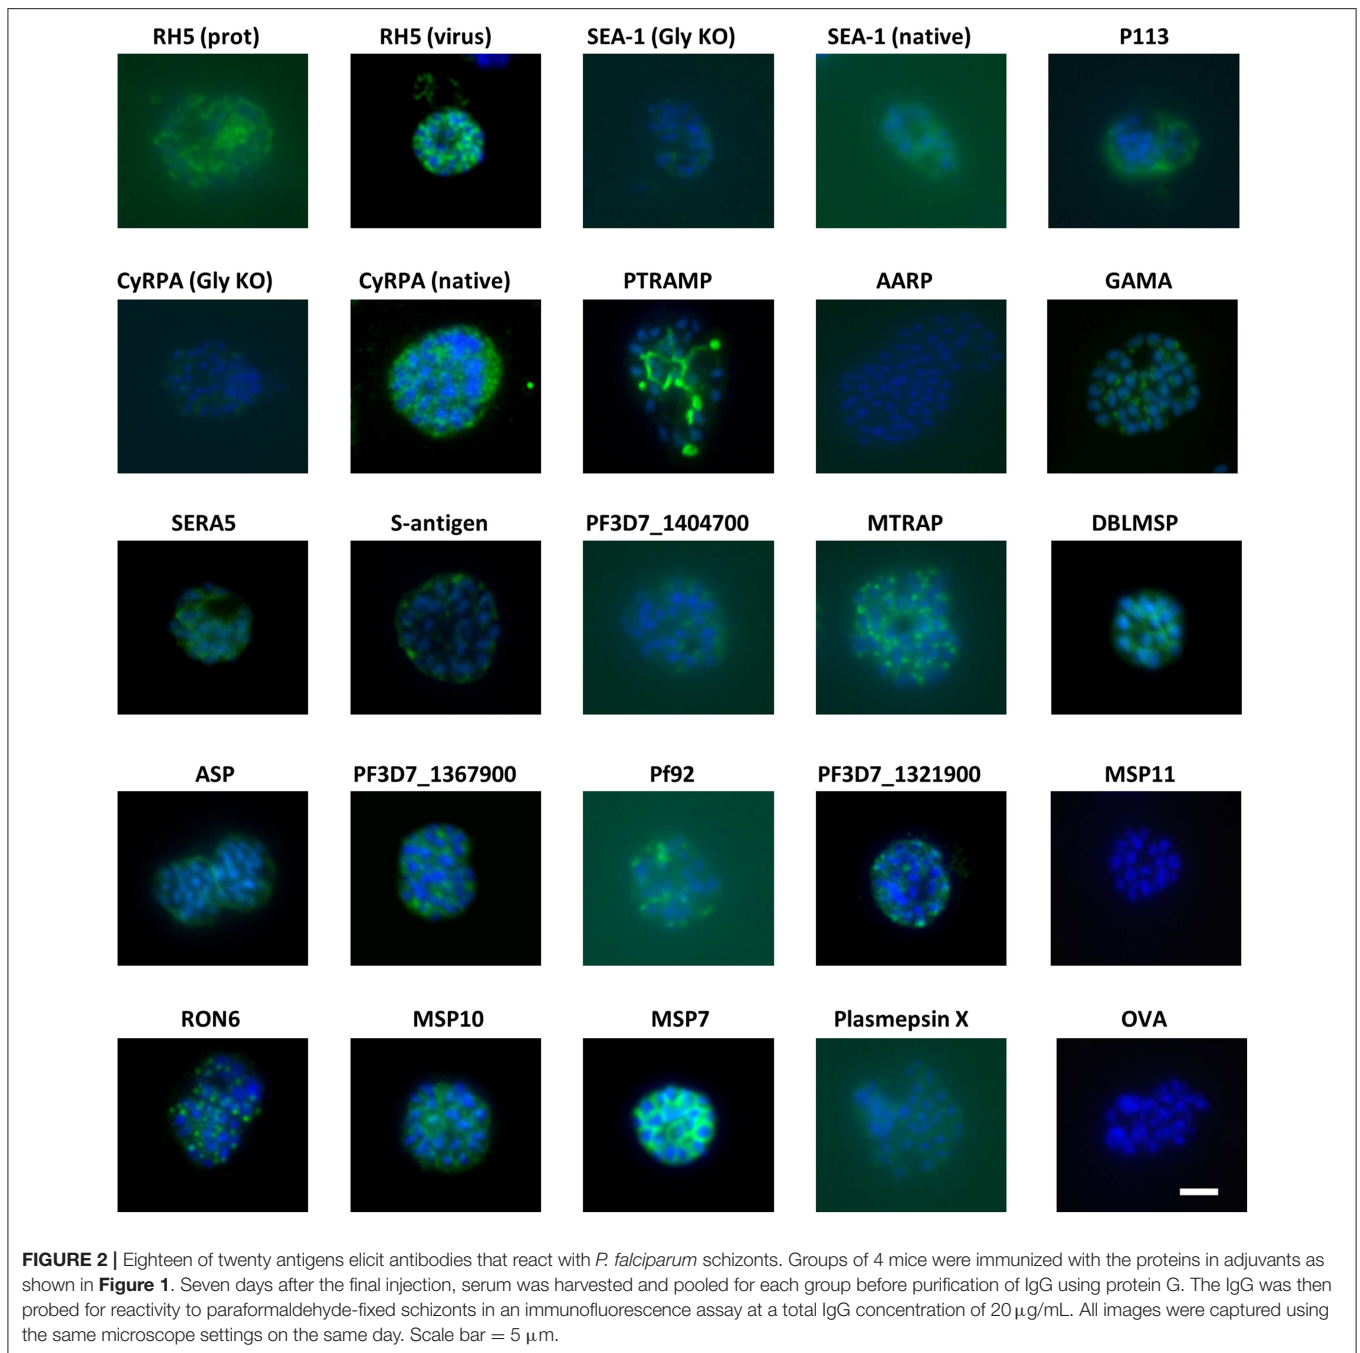 RH5 (prot) RH5 (virus) SEA-1 (Gly KO) SEA-1 (native) P113
CyRPA (Gly KO) CyRPA (native) PTRAMP AARP GAMA
SERA5 S-antigen PF3D7_1404700 MTRAP DBLMSP
ASP PF3D7_1367900 Pf92 PF3D7_1321900 MSP11
RON6 MSP10 MSP7 Plasmepsin X OVA
FIGURE 2 | Eighteen of twenty antigens elicit antibodies that react with P. falciparum schizonts. Groups of 4 mice were immunized with the proteins in adjuvants as
shown in Figure 1. Seven days after the final injection, serum was harvested and pooled for each group before purification of IgG using protein G. The IgG was then
probed for reactivity to paraformaldehyde-fixed schizonts in an immunofluorescence assay at a total IgG concentration of 20 μg/mL. All images were captured using
the same microscope settings on the same day. Scale bar = 5 μm.